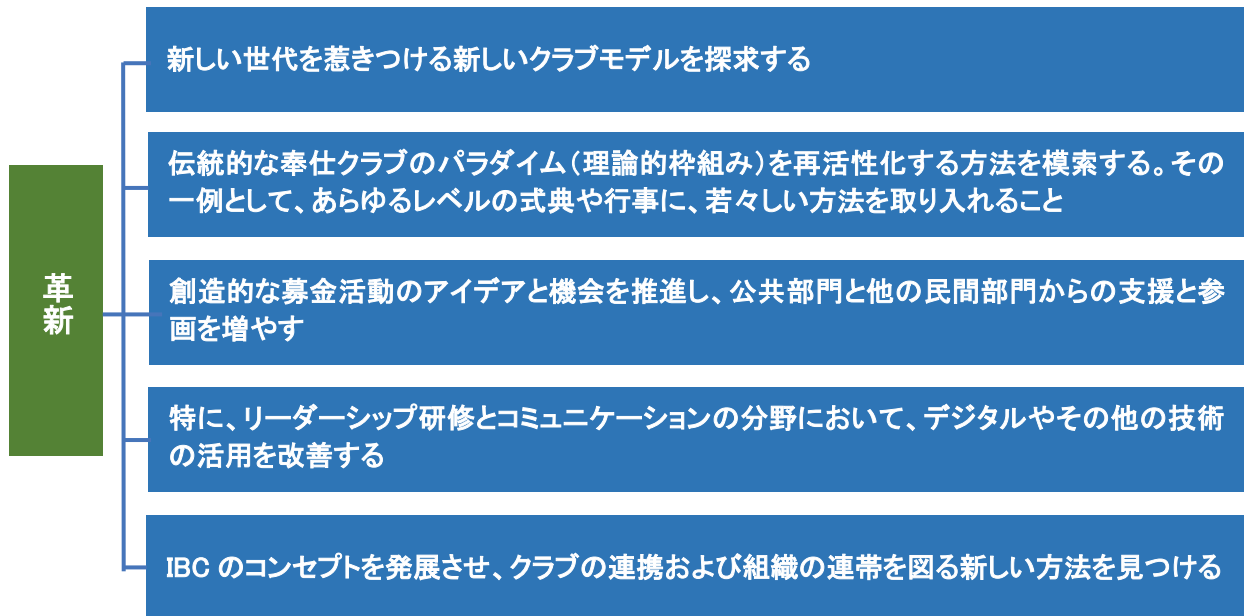 革新
新しい世代を惹きつける新しいクラブモデルを探求する
伝統的な奉仕クラブのパラダイム（理論的枠組み）を再活性化する方法を模索する。その
一例として、あらゆるレベルの式典や行事に、若々しい方法を取り入れること
創造的な募金活動のアイデアと機会を推進し、公共部門と他の民間部門からの支援と参
画を増やす
特に、リーダーシップ研修とコミュニケーションの分野において、デジタルやその他の技術
の活用を改善する
IBC のコンセプトを発展させ、クラブの連携および組織の連帯を図る新しい方法を見つける